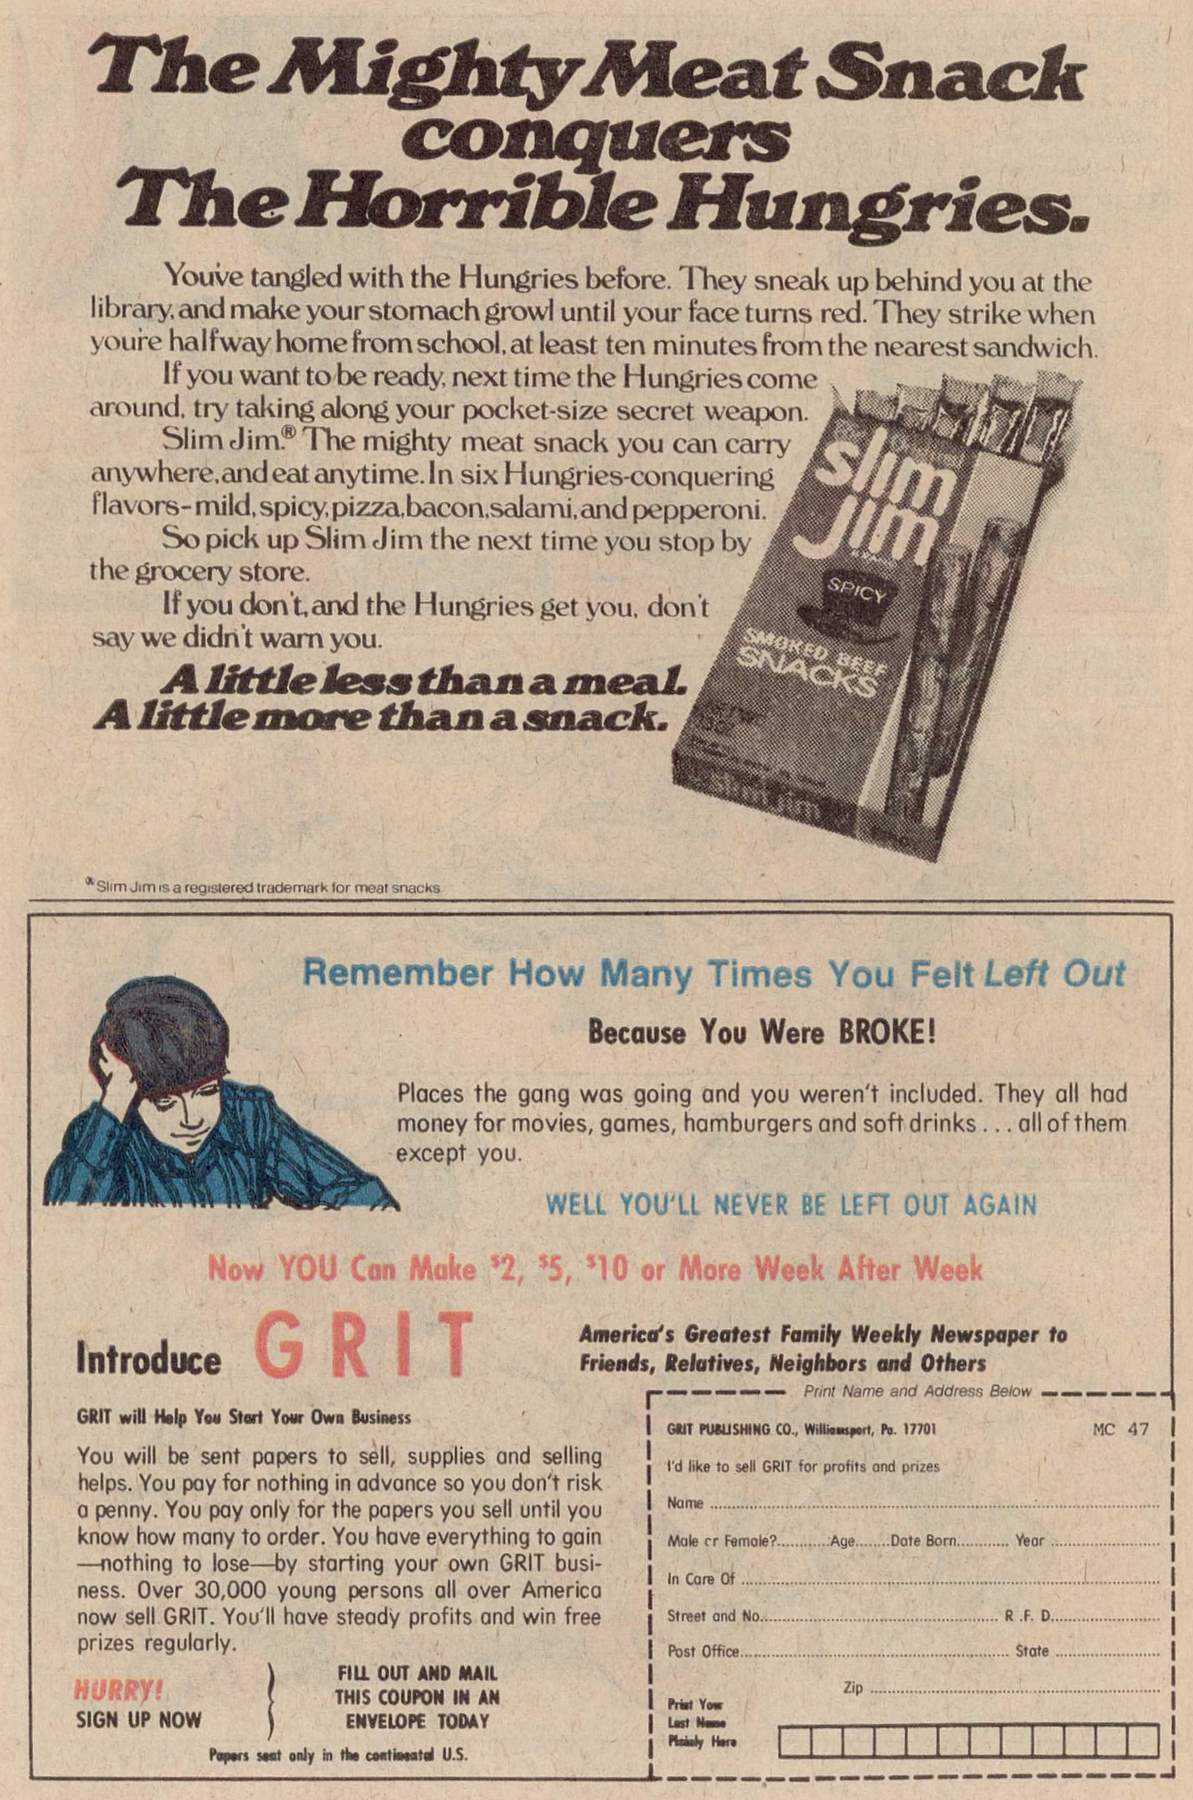 The Mighty Meat Snack
conquers
The Horrible Hungries.
You've tangled with the Hungries before. They sneak up behind you at the
library, and make your stomach growl until your face turns red. They strike when
you're halfway home from school, at least ten minutes from the nearest sandwich.
If you want to be ready, next time the Hungries come
around, try taking along your pocket-size secret weapon.
Slim Jim.® The mighty meat snack you can carry
anywhere, and eat anytime. In six Hungries-conquering
flavors-mild, spicy, pizza, bacon, salami, and pepperoni.
So pick up Slim Jim the next time you stop by
the grocery store.
If you don't, and the Hungries get you, don't
say we didn't warn you.
A little less than a meal.
A little more than a snack.
slim
jim
SPICY
SMOKED BEEF
SNACKS
slim jim
® Slim Jim is a registered trademark for meat snacks
Remember How Many Times You Felt Left Out
Because You Were BROKE!
Places the gang was going and you weren't included. They all had
money for movies, games, hamburgers and soft drinks . . . all of them
except you.
WELL YOU'LL NEVER BE LEFT OUT AGAIN
Now YOU Can Make $2, $5, $10 or More Week After Week
Introduce GRIT
America's Greatest Family Weekly Newspaper to
Friends, Relatives, Neighbors and Others
GRIT will Help You Start Your Own Business
You will be sent papers to sell, supplies and selling
helps. You pay for nothing in advance so you don't risk
a penny. You pay only for the papers you sell until you
know how many to order. You have everything to gain
—nothing to lose—by starting your own GRIT busi-
ness. Over 30,000 young persons all over America
now sell GRIT. You'll have steady profits and win free
prizes regularly.
HURRY!
SIGN UP NOW
FILL OUT AND MAIL
THIS COUPON IN AN
ENVELOPE TODAY
Papers sent only in the continental U.S.
Print Name and Address Below
GRIT PUBLISHING CO., Williamsport, Pa. 17701 MC 47
I'd like to sell GRIT for profits and prizes
Name
Male or Female?............Age........Date Born............ Year
In Care Of
Street and No. R.F.D.
Post Office State
Zip
Print Your
Last Name
Plainly Here